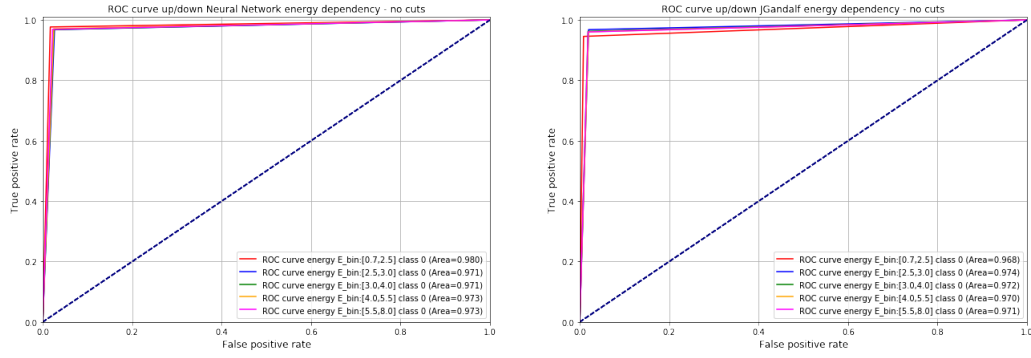 ROC curve up/down Neural Network energy dependency - no cuts
True positive rate
1.0
0.8
0.6
0.4
0.2
0.0
ROC curve energy E_bin:[0.7,2.5] class 0 (Area=0.980)
ROC curve energy E_bin:[2.5,3.0] class 0 (Area=0.971)
ROC curve energy E_bin:[3.0,4.0] class 0 (Area=0.971)
ROC curve energy E_bin:[4.0,5.5] class 0 (Area=0.973)
ROC curve energy E_bin:[5.5,8.0] class 0 (Area=0.973)
0.0 0.2 0.4 0.6 0.8 1.0
False positive rate
ROC curve up/down JGandalf energy dependency - no cuts
True positive rate
1.0
0.8
0.6
0.4
0.2
0.0
ROC curve energy E_bin:[0.7,2.5] class 0 (Area=0.968)
ROC curve energy E_bin:[2.5,3.0] class 0 (Area=0.974)
ROC curve energy E_bin:[3.0,4.0] class 0 (Area=0.972)
ROC curve energy E_bin:[4.0,5.5] class 0 (Area=0.970)
ROC curve energy E_bin:[5.5,8.0] class 0 (Area=0.971)
0.0 0.2 0.4 0.6 0.8 1.0
False positive rate